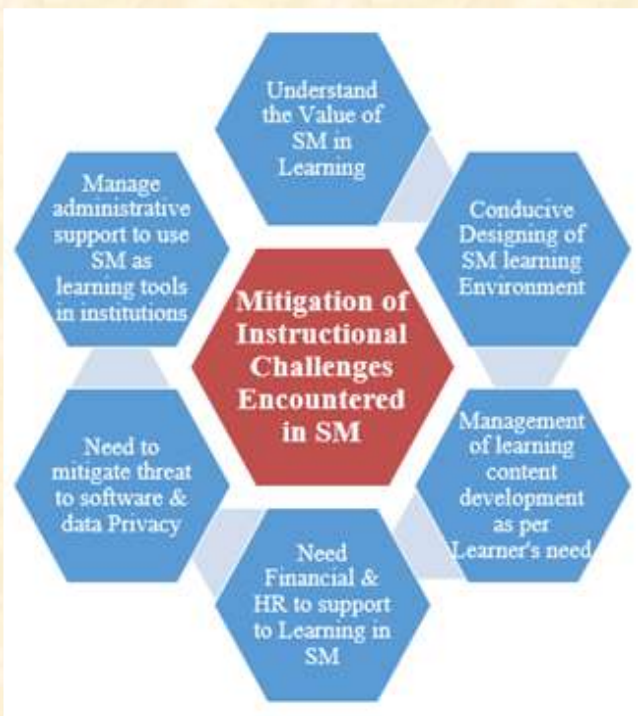 Understand
the Value of
SM in
Learning
Conducive
Designing of
SM learning
Environment
Management
of learning
content
development
as per
Learner's need
Need
Financial &
HR to support
to Learning in
SM
Need to
mitigate threat
to software &
data Privacy
Manage
administrative
support to use
SM as
learning tools
in institutions
Mitigation of
Instructional
Challenges
Encountered
in SM